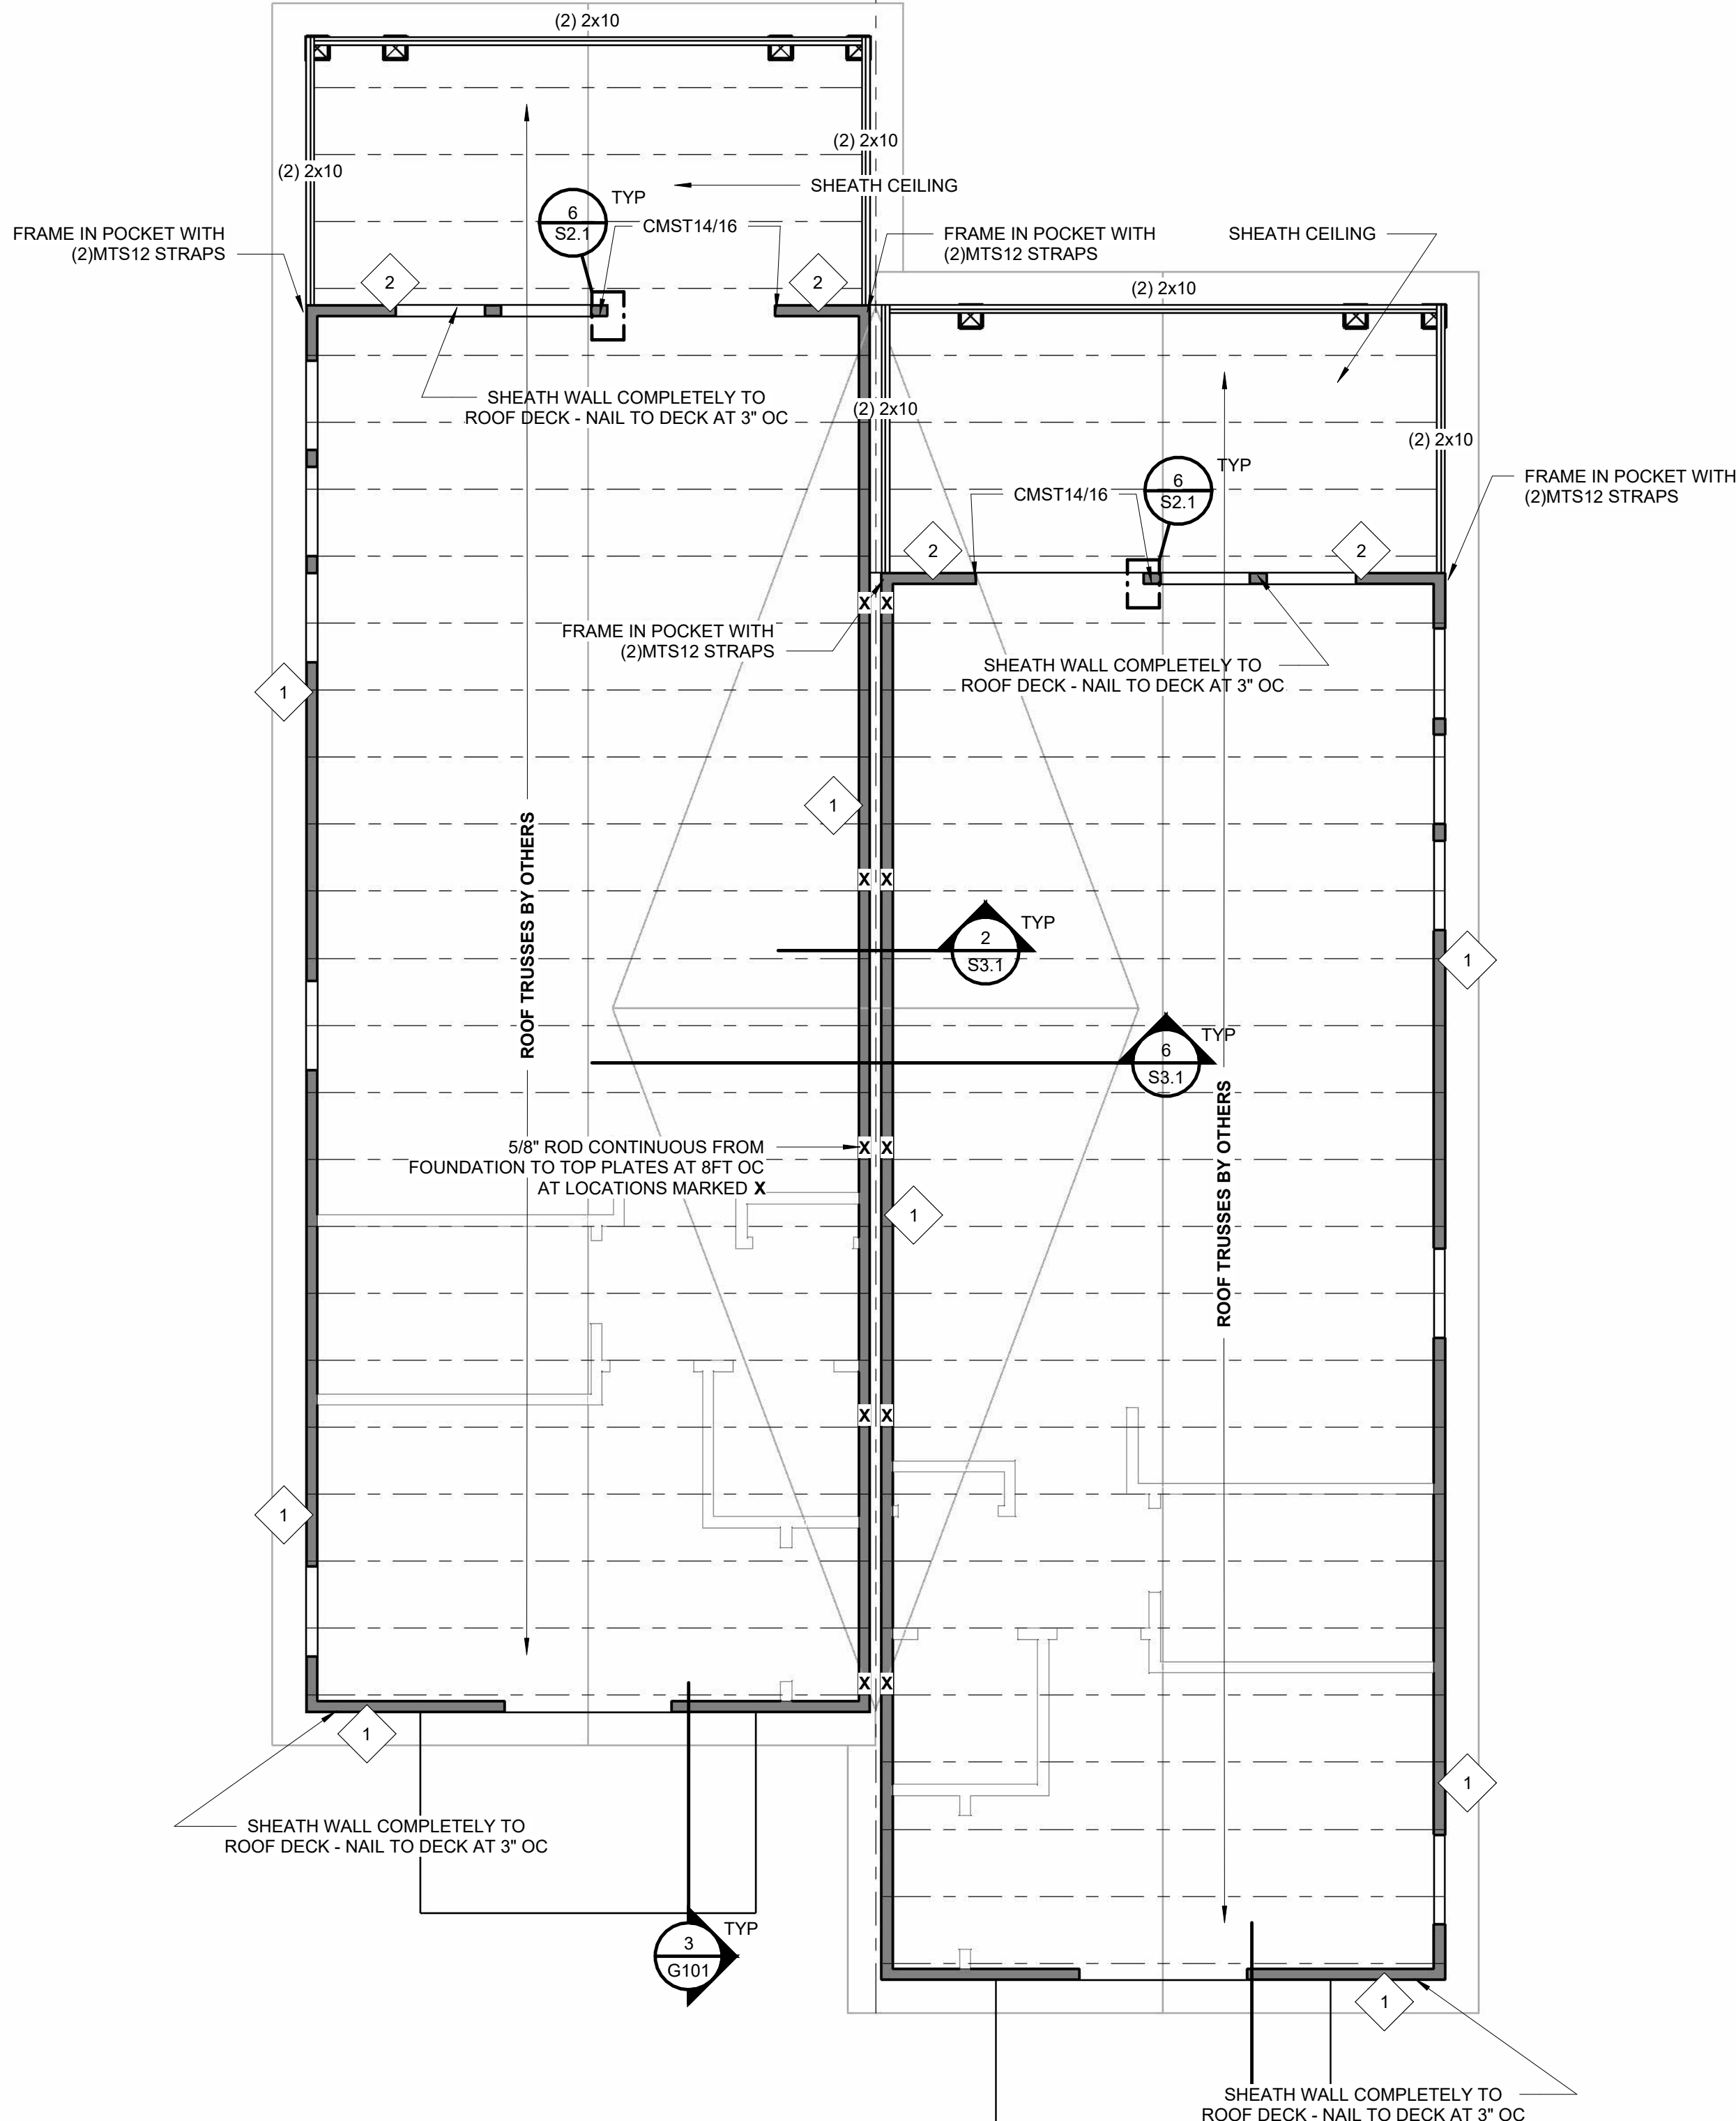 (2) 2x10
(2) 2x10
(2) 2x10
SHEATH CEILING
TYP
6
S2.1
CMST14/16
FRAME IN POCKET WITH
(2)MTS12 STRAPS
FRAME IN POCKET WITH
(2)MTS12 STRAPS
SHEATH CEILING
2
2
(2) 2x10
SHEATH WALL COMPLETELY TO
ROOF DECK - NAIL TO DECK AT 3" OC
(2) 2x10
(2) 2x10
TYP
6
S2.1
CMST14/16
FRAME IN POCKET WITH
(2)MTS12 STRAPS
2
2
X X
FRAME IN POCKET WITH
(2)MTS12 STRAPS
SHEATH WALL COMPLETELY TO
ROOF DECK - NAIL TO DECK AT 3" OC
1
1
ROOF TRUSSES BY OTHERS
X X
TYP
2
S3.1
1
TYP
6
S3.1
ROOF TRUSSES BY OTHERS
5/8" ROD CONTINUOUS FROM
FOUNDATION TO TOP PLATES AT 8FT OC
AT LOCATIONS MARKED X
X X
1
X X
1
X X
1
1
SHEATH WALL COMPLETELY TO
ROOF DECK - NAIL TO DECK AT 3" OC
TYP
3
G101
1
SHEATH WALL COMPLETELY TO
ROOF DECK - NAIL TO DECK AT 3" OC